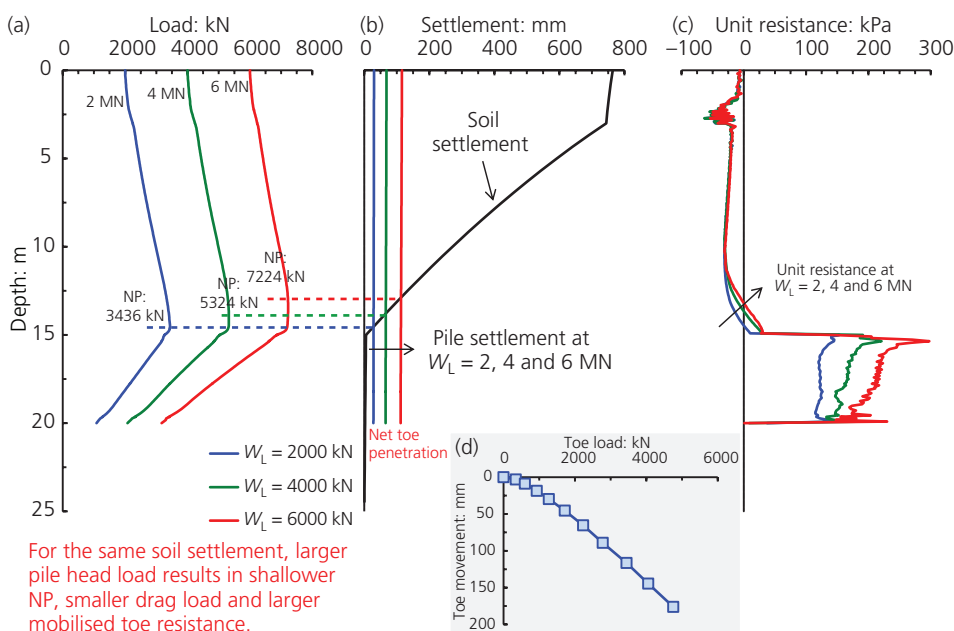 (a)
Load: kN
0 2000 4000 6000 8000
0
5
10
15
20
25
Depth: m
2 MN
4 MN
6 MN
NP:
3436 kN
NP:
5324 kN
NP:
7224 kN
W_L = 2000 kN
W_L = 4000 kN
W_L = 6000 kN
(b)
Settlement: mm
0 200 400 600 800
Soil
settlement
Pile settlement at
W_L = 2, 4 and 6 MN
Net toe
penetration
(c)
Unit resistance: kPa
−100 0 100 200 300
Unit resistance at
W_L = 2, 4 and 6 MN
(d)
Toe load: kN
0 2000 4000 6000
0
50
100
150
200
Toe movement: mm
For the same soil settlement, larger
pile head load results in shallower
NP, smaller drag load and larger
mobilised toe resistance.